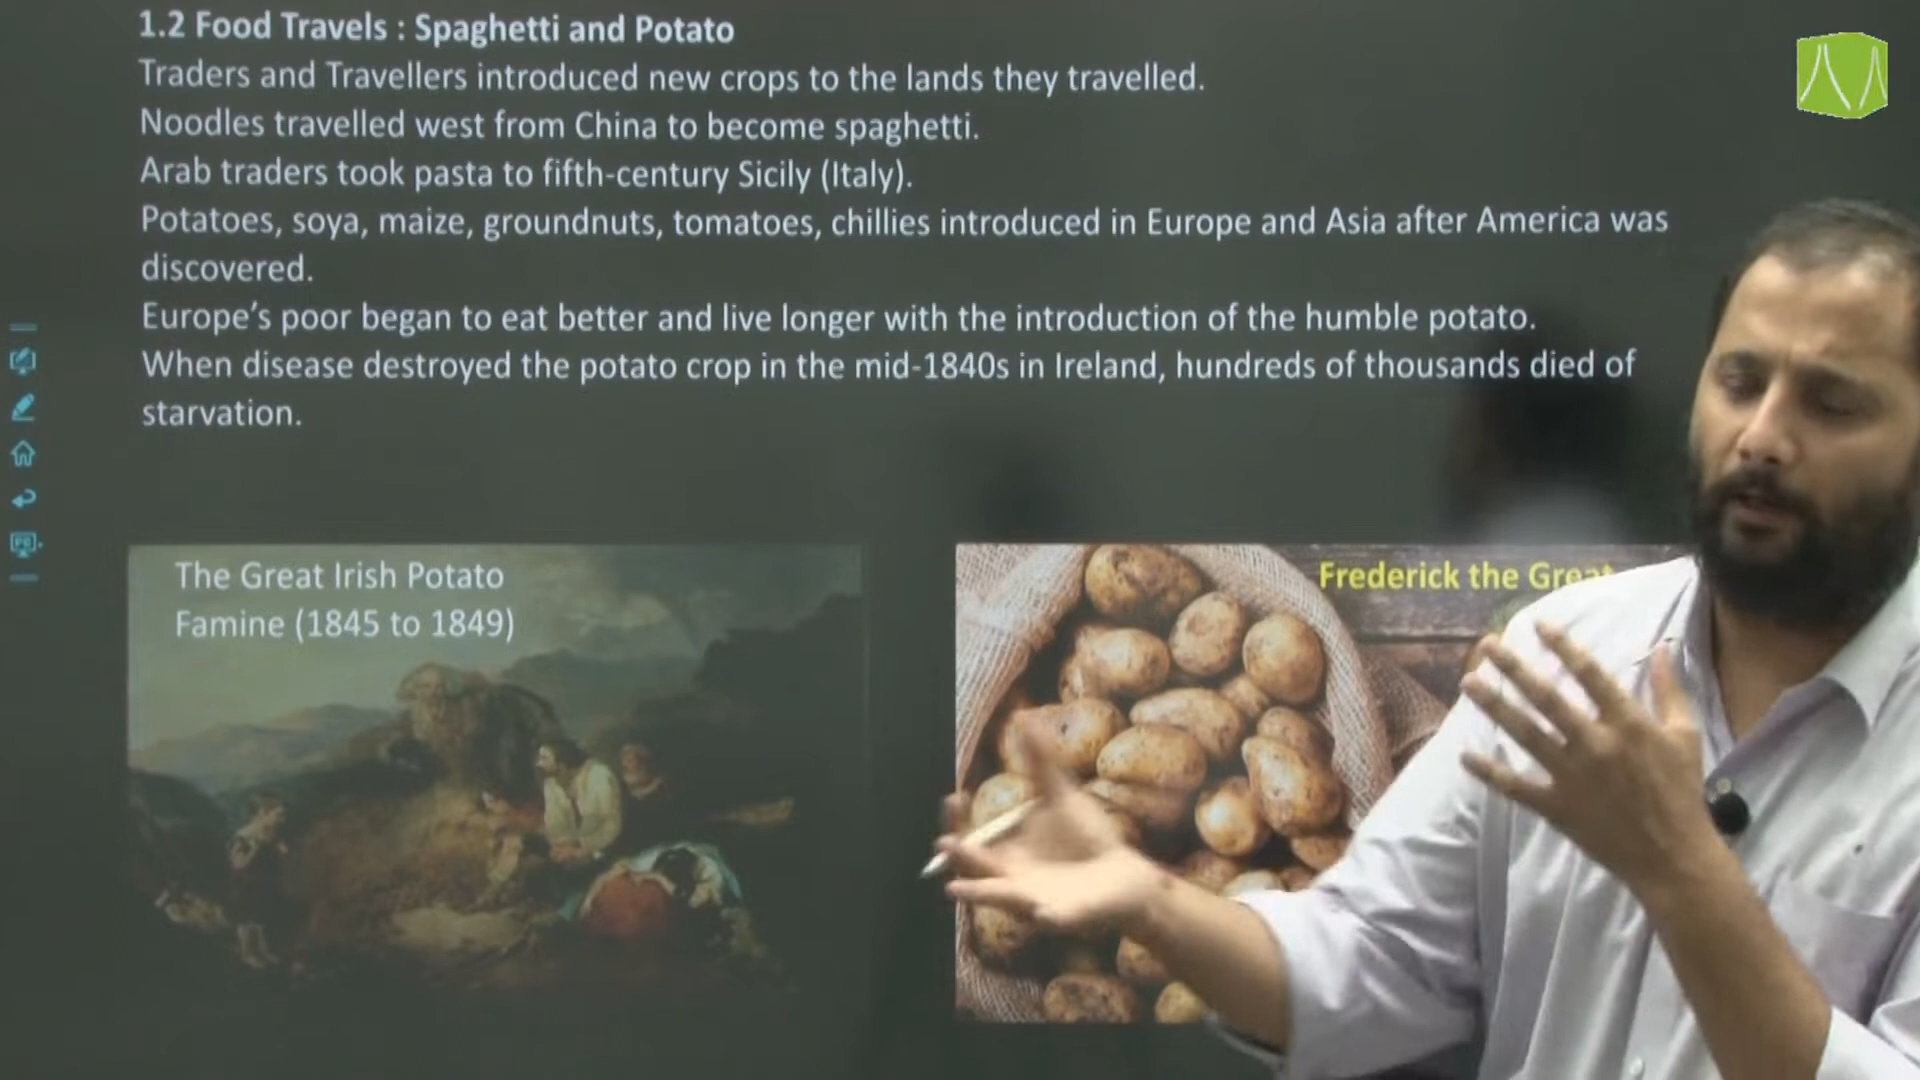 1.2 Food Travels : Spaghetti and Potato
Traders and Travellers introduced new crops to the lands they travelled.
Noodles travelled west from China to become spaghetti.
Arab traders took pasta to fifth-century Sicily (Italy).
Potatoes, soya, maize, groundnuts, tomatoes, chillies introduced in Europe and Asia after America was
discovered.
Europe’s poor began to eat better and live longer with the introduction of the humble potato.
When disease destroyed the potato crop in the mid-1840s in Ireland, hundreds of thousands died of
starvation.
The Great Irish Potato
Famine (1845 to 1849)
Frederick the Great